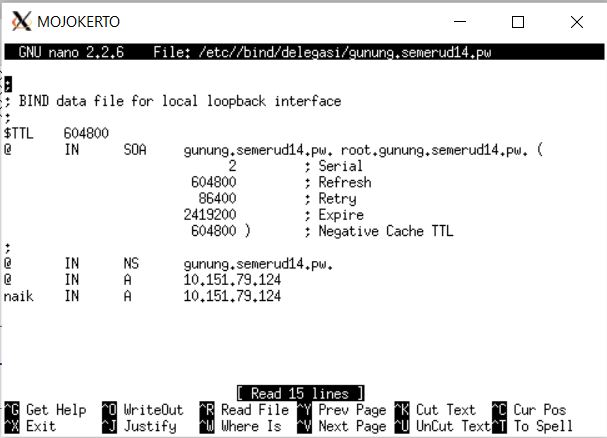 MOJOKERTO
GNU nano 2.2.6    File: /etc//bind/delegasi/gunung.semerud14.pw
;
; BIND data file for local loopback interface
;
$TTL    604800
@       IN      SOA     gunung.semerud14.pw. root.gunung.semerud14.pw. (
                              2         ; Serial
                         604800         ; Refresh
                          86400         ; Retry
                        2419200         ; Expire
                         604800 )       ; Negative Cache TTL
;
@       IN      NS      gunung.semerud14.pw.
@       IN      A       10.151.79.124
naik    IN      A       10.151.79.124
[ Read 15 lines ]
^G Get Help  ^O WriteOut  ^R Read File ^Y Prev Page ^K Cut Text  ^C Cur Pos
^X Exit      ^J Justify   ^W Where Is  ^V Next Page ^U UnCut Text^T To Spell